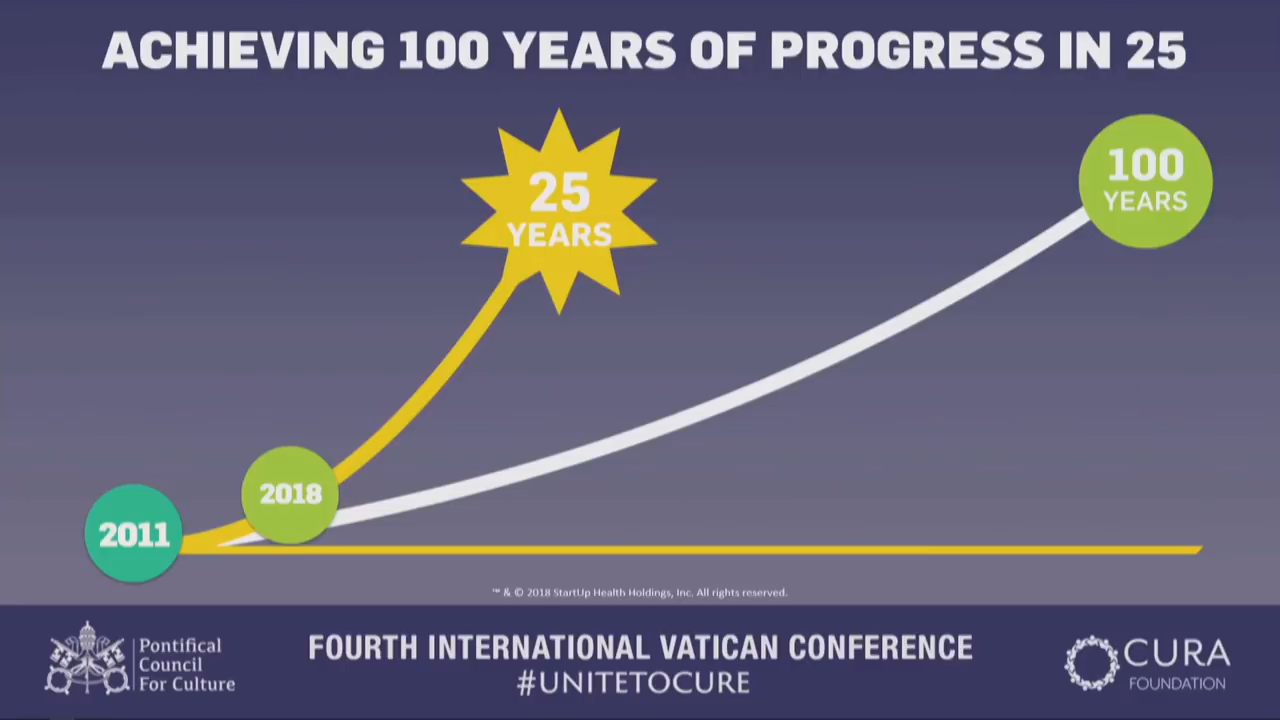 ACHIEVING 100 YEARS OF PROGRESS IN 25
25
YEARS
100
YEARS
2018
2011
™ & © 2018 StartUp Health Holdings, Inc. All rights reserved.
Pontifical
Council
For Culture
FOURTH INTERNATIONAL VATICAN CONFERENCE
#UNITETOCURE
CURA
FOUNDATION